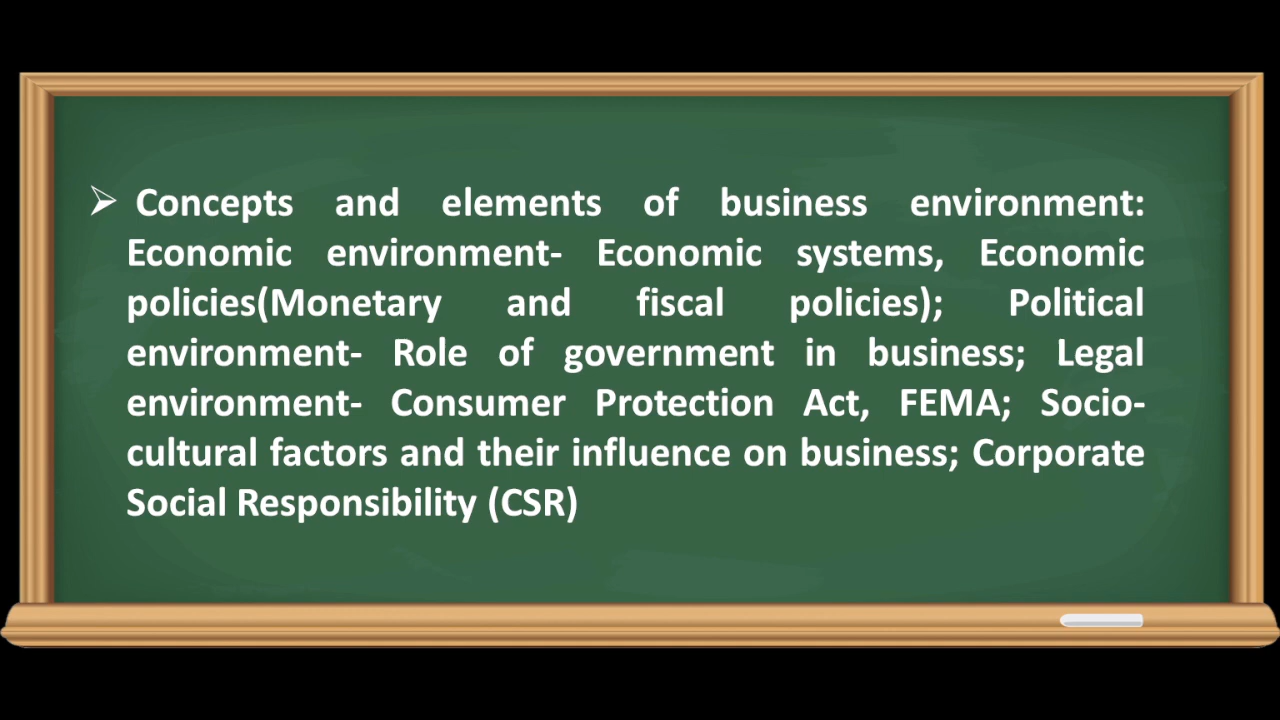 ➢ Concepts and elements of business environment:
Economic environment- Economic systems, Economic
policies(Monetary and fiscal policies); Political
environment- Role of government in business; Legal
environment- Consumer Protection Act, FEMA; Socio-
cultural factors and their influence on business; Corporate
Social Responsibility (CSR)